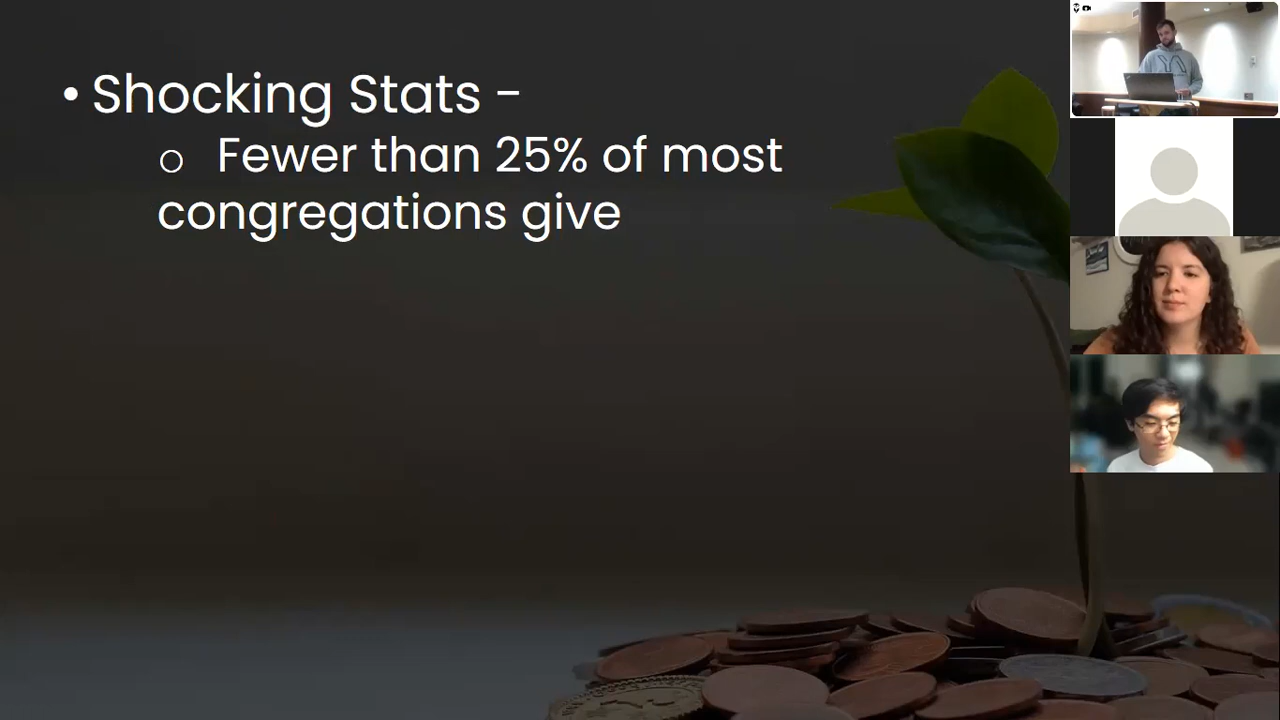 • Shocking Stats -
o Fewer than 25% of most
congregations give